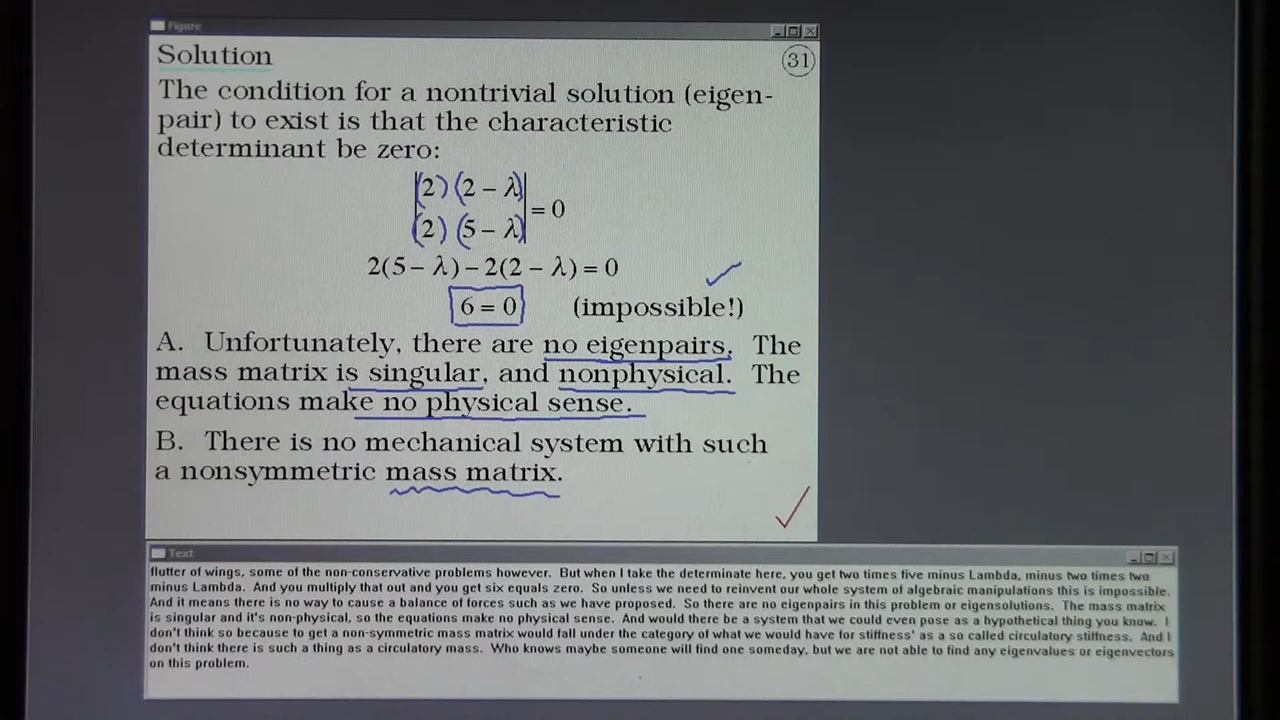 Figure
Solution
31
The condition for a nontrivial solution (eigen-
pair) to exist is that the characteristic
determinant be zero:
|(2) (2 − λ)|
|(2) (5 − λ)| = 0
2(5 − λ) − 2(2 − λ) = 0
6 = 0 (impossible!)
A. Unfortunately, there are no eigenpairs. The
mass matrix is singular, and nonphysical. The
equations make no physical sense.
B. There is no mechanical system with such
a nonsymmetric mass matrix.
Text
flutter of wings, some of the non-conservative problems however. But when I take the determinate here, you get two times five minus Lambda, minus two times two
minus Lambda. And you multiply that out and you get six equals zero. So unless we need to reinvent our whole system of algebraic manipulations this is impossible.
And it means there is no way to cause a balance of forces such as we have proposed. So there are no eigenpairs in this problem or eigensolutions. The mass matrix
is singular and it's non-physical, so the equations make no physical sense. And would there be a system that we could even pose as a hypothetical thing you know. I
don't think so because to get a non-symmetric mass matrix would fall under the category of what we would have for stiffness' as a so called circulatory stiffness. And I
don't think there is such a thing as a circulatory mass. Who knows maybe someone will find one someday, but we are not able to find any eigenvalues or eigenvectors
on this problem.